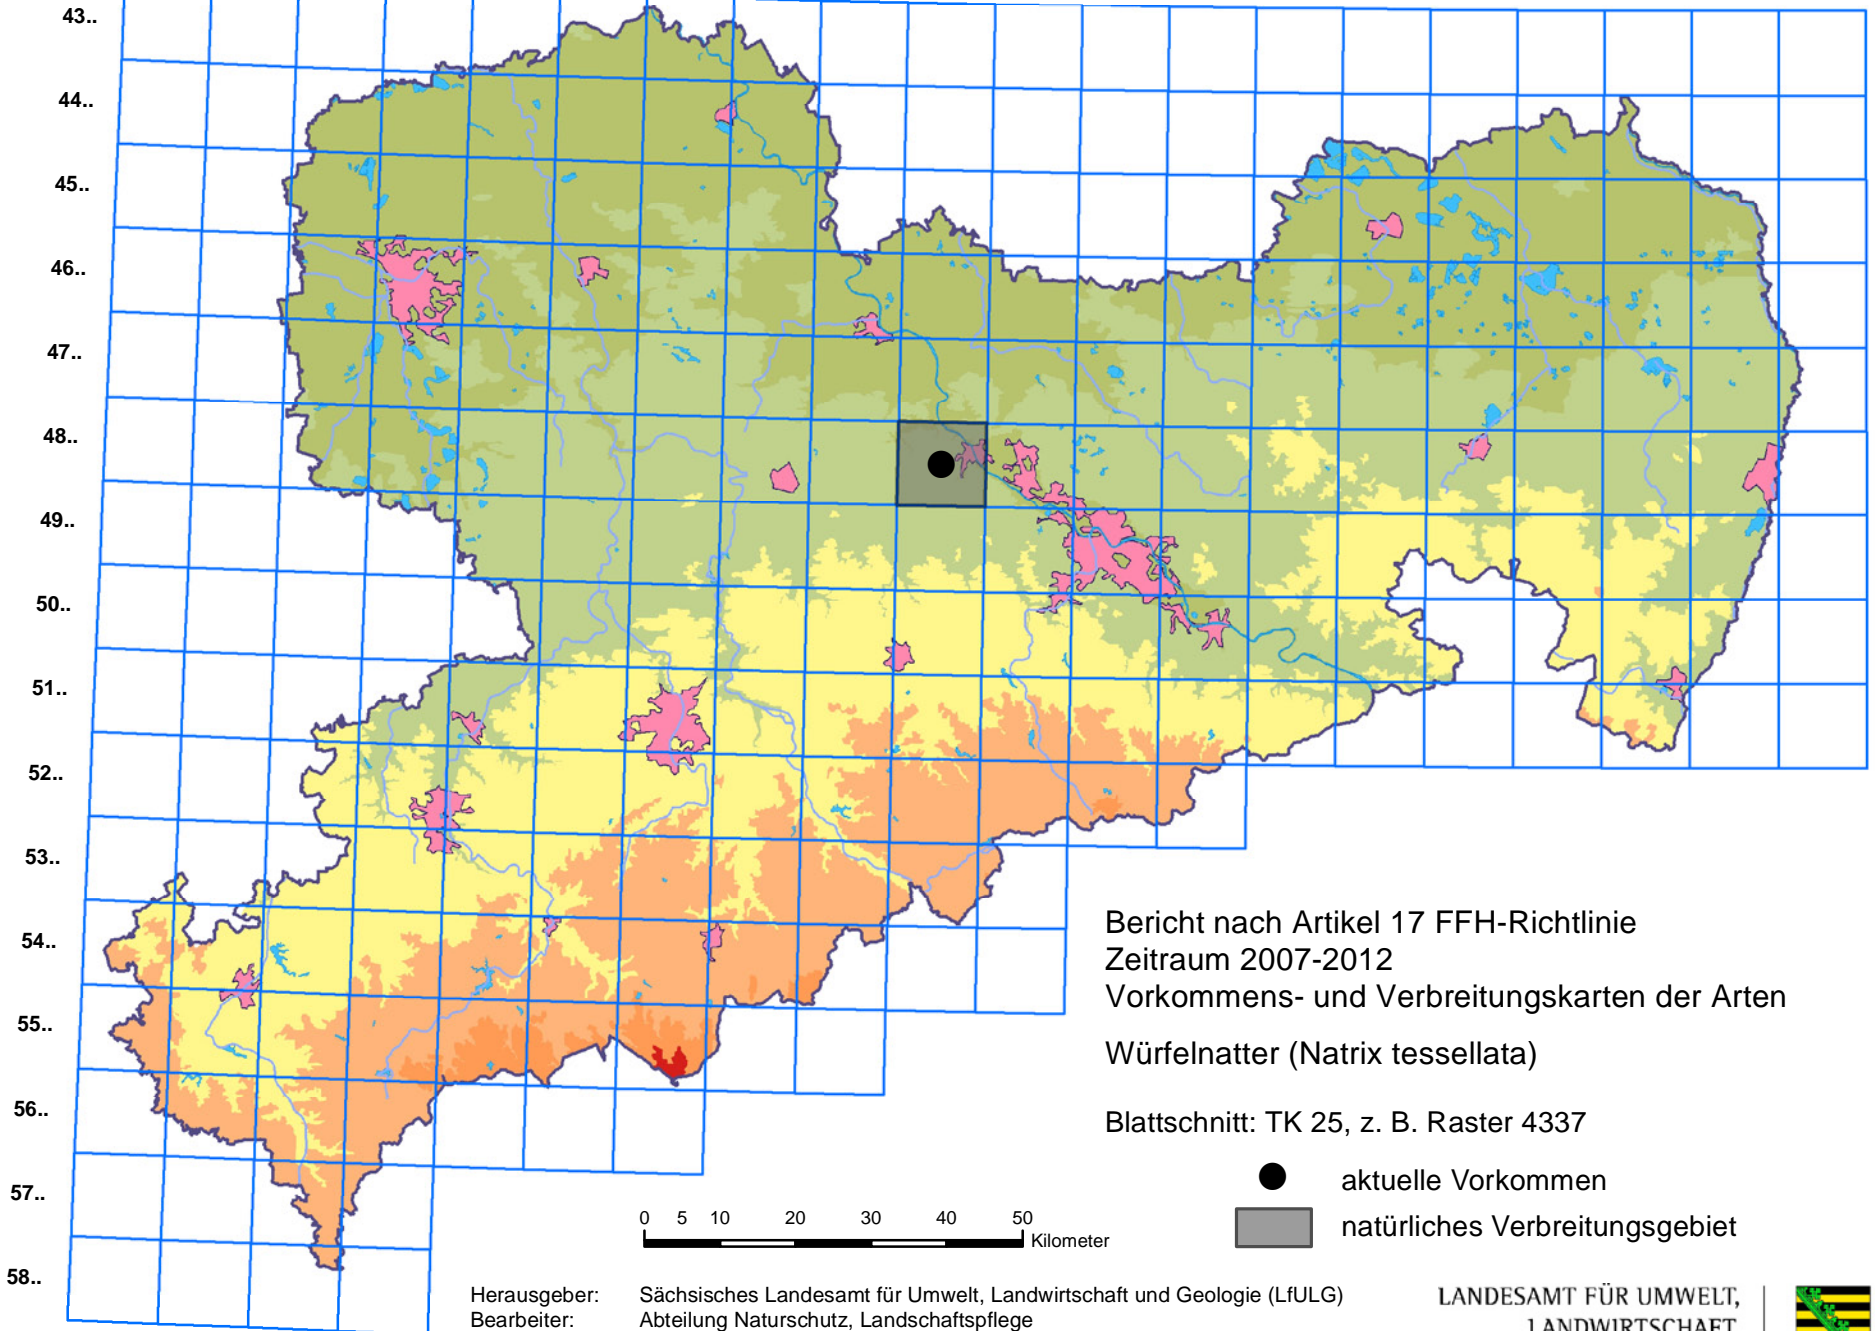 43..
44..
45..
46..
47..
48..
49..
50..
51..
52..
53..
54..
55..
56..
57..
58..
Bericht nach Artikel 17 FFH-Richtlinie
Zeitraum 2007-2012
Vorkommens- und Verbreitungskarten der Arten
Würfelnatter (Natrix tessellata)
Blattschnitt: TK 25, z. B. Raster 4337
aktuelle Vorkommen
natürliches Verbreitungsgebiet
0 5 10 20 30 40 50
Kilometer
Herausgeber: Sächsisches Landesamt für Umwelt, Landwirtschaft und Geologie (LfULG)
Bearbeiter: Abteilung Naturschutz, Landschaftspflege
LANDESAMT FÜR UMWELT,
LANDWIRTSCHAFT